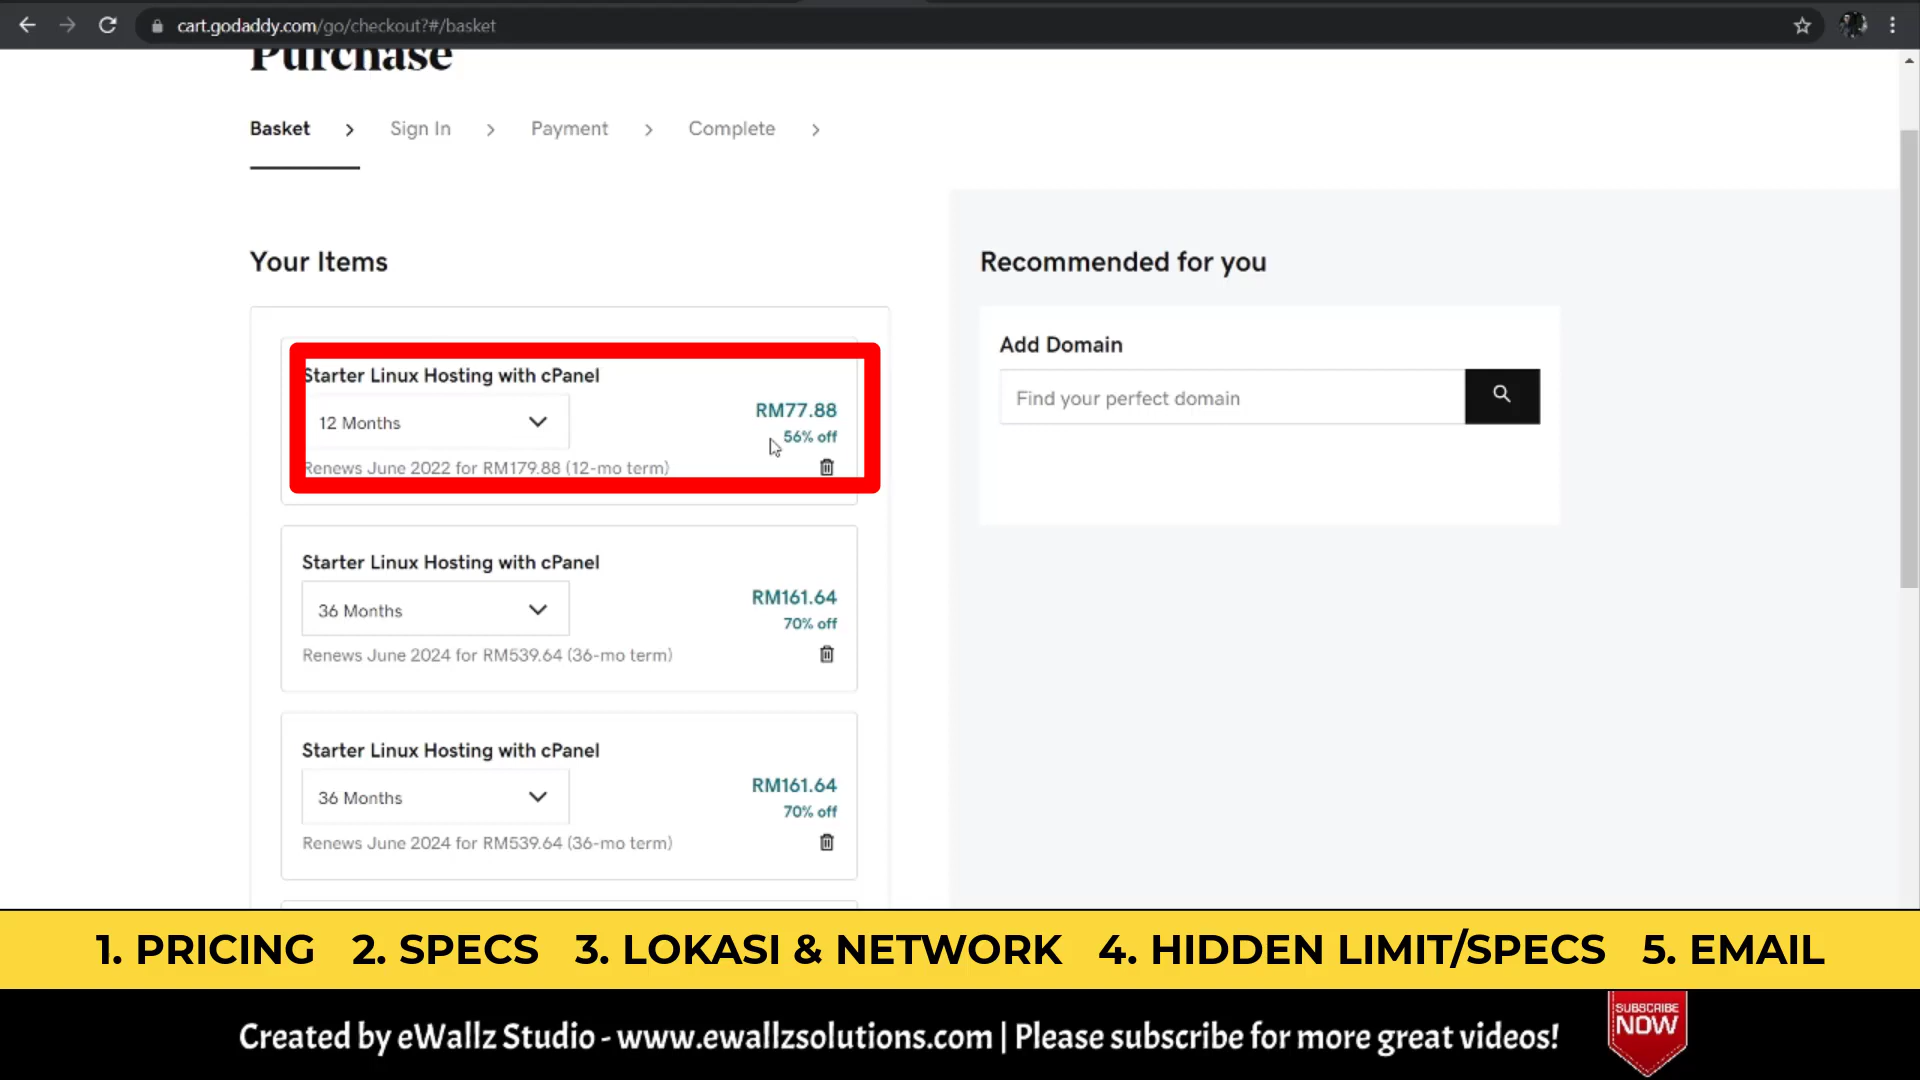 cart.godaddy.com/go/checkout?#/basket
Purchase
Basket
Sign In
Payment
Complete
Your Items
Recommended for you
Starter Linux Hosting with cPanel
12 Months
RM77.88
56% off
Renews June 2022 for RM179.88 (12-mo term)
Add Domain
Find your perfect domain
Starter Linux Hosting with cPanel
36 Months
RM161.64
70% off
Renews June 2024 for RM539.64 (36-mo term)
Starter Linux Hosting with cPanel
36 Months
RM161.64
70% off
Renews June 2024 for RM539.64 (36-mo term)
1. PRICING 2. SPECS 3. LOKASI & NETWORK 4. HIDDEN LIMIT/SPECS 5. EMAIL
Created by eWallz Studio - www.ewallzsolutions.com | Please subscribe for more great videos!
SUBSCRIBE
NOW